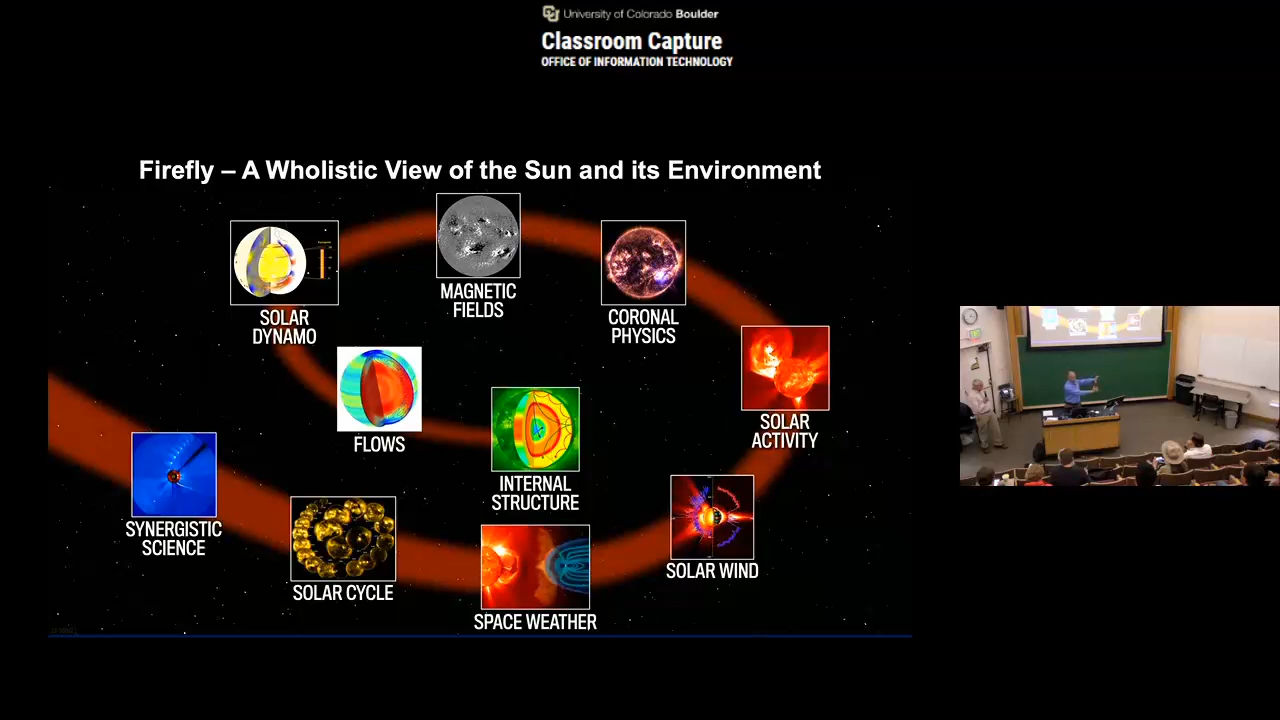 University of Colorado Boulder
Classroom Capture
OFFICE OF INFORMATION TECHNOLOGY
Firefly – A Wholistic View of the Sun and its Environment
SOLAR
DYNAMO
MAGNETIC
FIELDS
CORONAL
PHYSICS
SOLAR
ACTIVITY
FLOWS
INTERNAL
STRUCTURE
SYNERGISTIC
SCIENCE
SOLAR CYCLE
SPACE WEATHER
SOLAR WIND